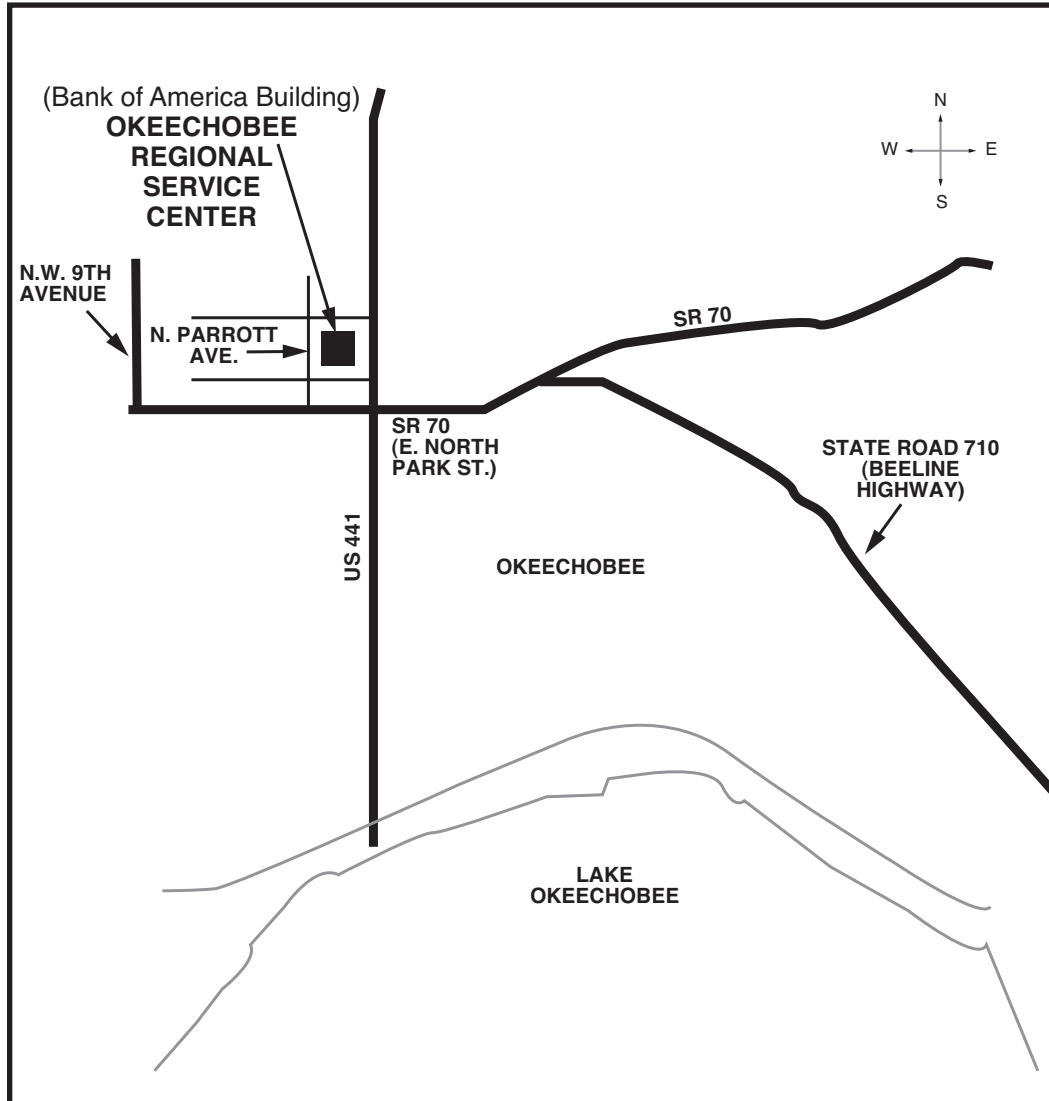 (Bank of America Building)
OKEECHOBEE
REGIONAL
SERVICE
CENTER
N
W
E
S
N.W. 9TH
AVENUE
N. PARROTT
AVE.
SR 70
SR 70
(E. NORTH
PARK ST.)
STATE ROAD 710
(BEELINE
HIGHWAY)
US 441
OKEECHOBEE
LAKE
OKEECHOBEE